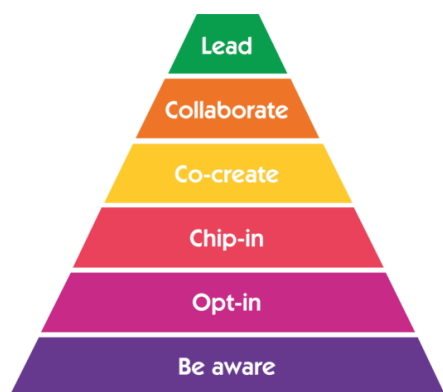 Lead
Collaborate
Co-create
Chip-in
Opt-in
Be aware